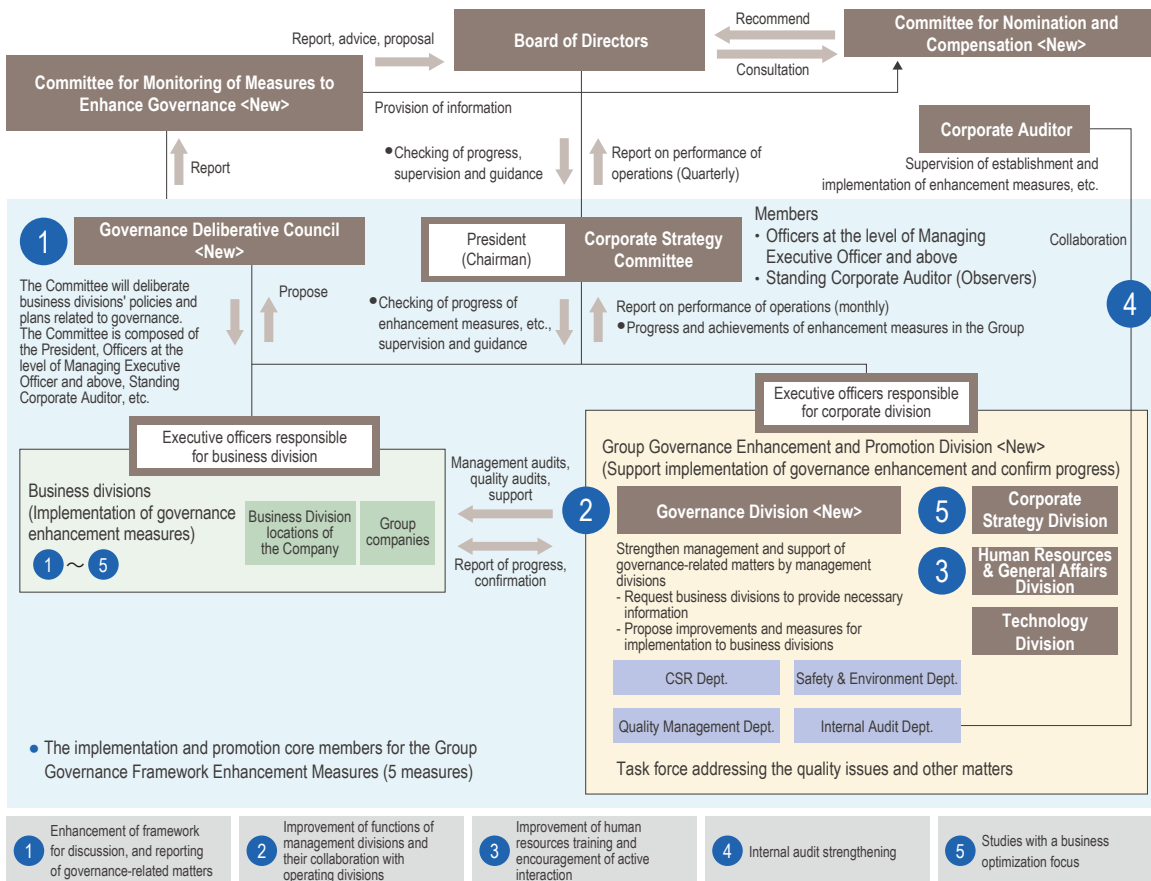 Recommend
Board of Directors
Committee for Nomination and
Compensation <New>
Report, advice, proposal
Consultation
Committee for Monitoring of Measures to
Enhance Governance <New>
Provision of information
Corporate Auditor
●Checking of progress,
supervision and guidance
Report on performance of
operations (Quarterly)
Report
Supervision of establishment and
implementation of enhancement measures, etc.
1
Governance Deliberative Council
<New>
President
(Chairman)
Corporate Strategy
Committee
Members
・ Officers at the level of Managing
Executive Officer and above
・ Standing Corporate Auditor (Observers)
Collaboration
4
The Committee will deliberate
business divisions' policies and
plans related to governance.
The Committee is composed of
the President, Officers at the
level of Managing Executive
Officer and above, Standing
Corporate Auditor, etc.
Propose
●Checking of progress of
enhancement measures, etc.,
supervision and guidance
Report on performance of operations (monthly)
●Progress and achievements of enhancement measures in the Group
Executive officers responsible
for business division
Executive officers responsible
for corporate division
Business divisions
(Implementation of governance
enhancement measures)
1 ～ 5
Business Division
locations of
the Company
Group
companies
Management audits,
quality audits,
support
Report of progress,
confirmation
Group Governance Enhancement and Promotion Division <New>
(Support implementation of governance enhancement and confirm progress)
2
Governance Division <New>
Strengthen management and support of
governance-related matters by management
divisions
- Request business divisions to provide necessary
information
- Propose improvements and measures for
implementation to business divisions
5
Corporate
Strategy Division
3
Human Resources
& General Affairs
Division
Technology
Division
CSR Dept.
Safety & Environment Dept.
Quality Management Dept.
Internal Audit Dept.
Task force addressing the quality issues and other matters
● The implementation and promotion core members for the Group
Governance Framework Enhancement Measures (5 measures)
1
Enhancement of framework
for discussion, and reporting
of governance-related matters
2
Improvement of functions of
management divisions and
their collaboration with
operating divisions
3
Improvement of human
resources training and
encouragement of active
interaction
4
Internal audit strengthening
5
Studies with a business
optimization focus